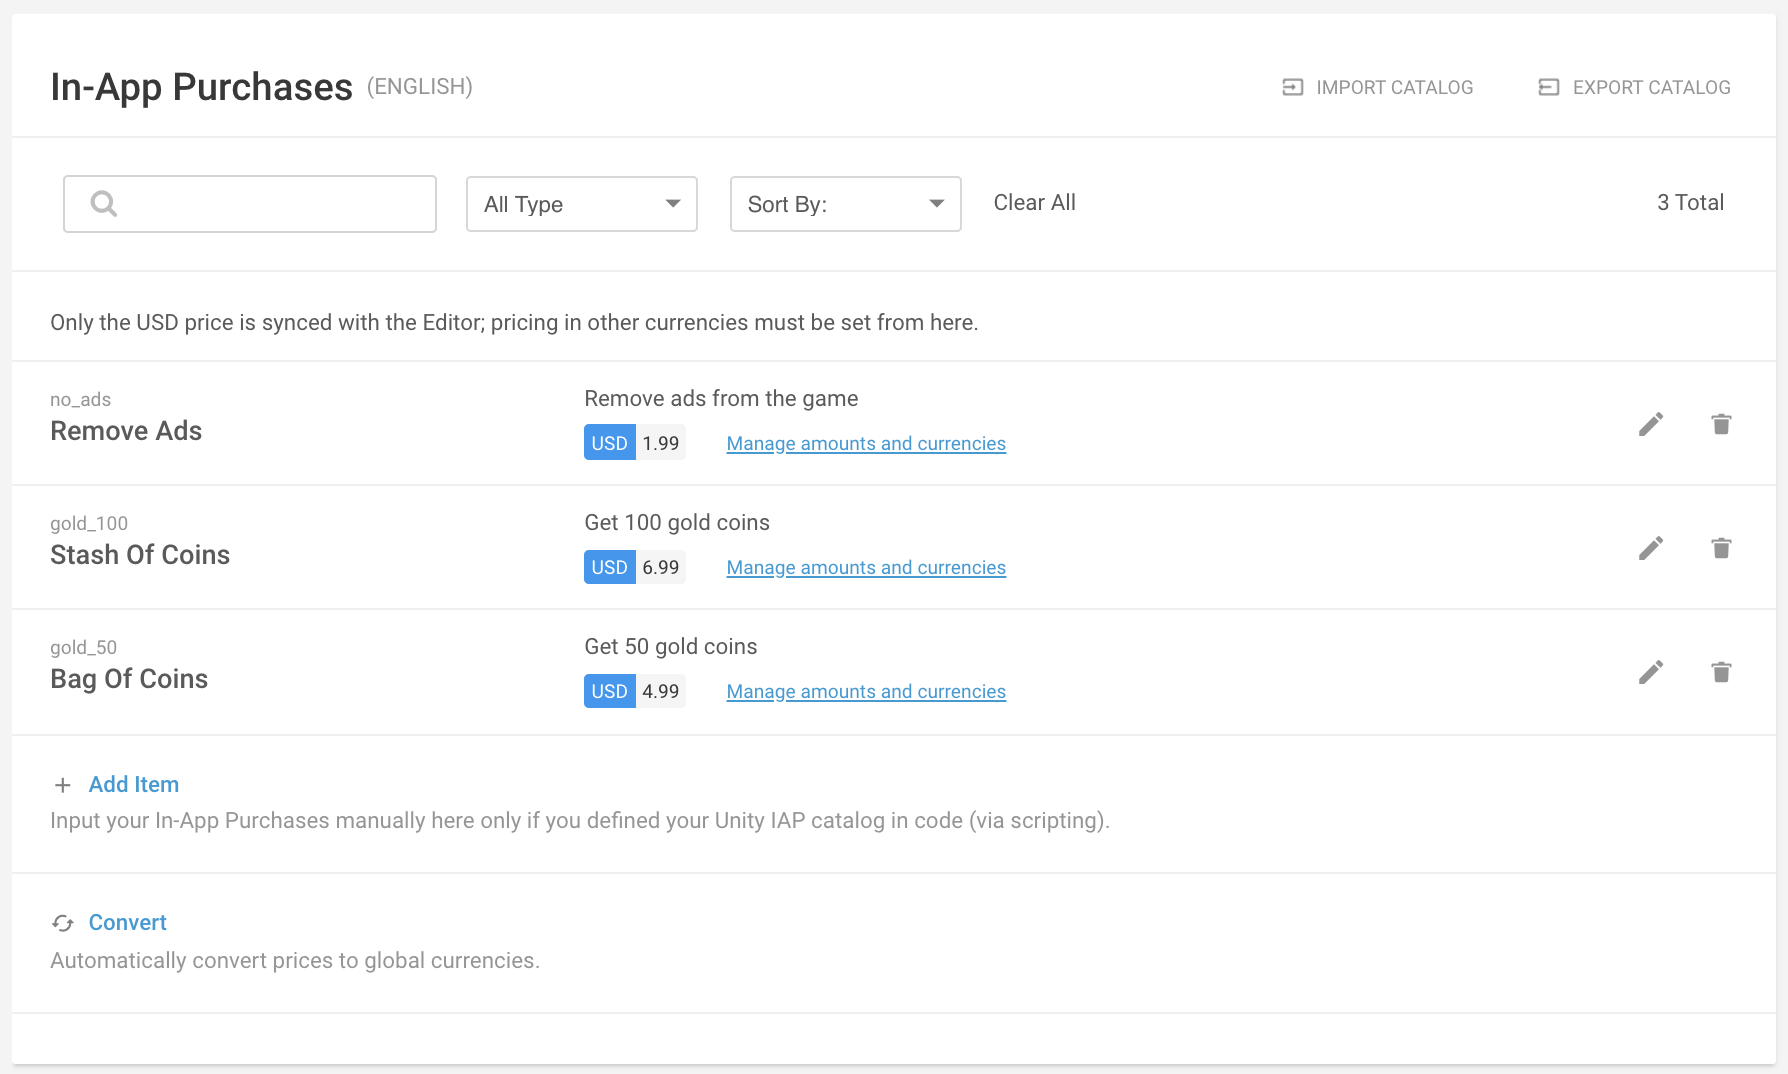 In-App Purchases (ENGLISH)
IMPORT CATALOG
EXPORT CATALOG
All Type
Sort By:
Clear All
3 Total
Only the USD price is synced with the Editor; pricing in other currencies must be set from here.
no_ads
Remove Ads
Remove ads from the game
USD 1.99 Manage amounts and currencies
gold_100
Stash Of Coins
Get 100 gold coins
USD 6.99 Manage amounts and currencies
gold_50
Bag Of Coins
Get 50 gold coins
USD 4.99 Manage amounts and currencies
Add Item
Input your In-App Purchases manually here only if you defined your Unity IAP catalog in code (via scripting).
Convert
Automatically convert prices to global currencies.